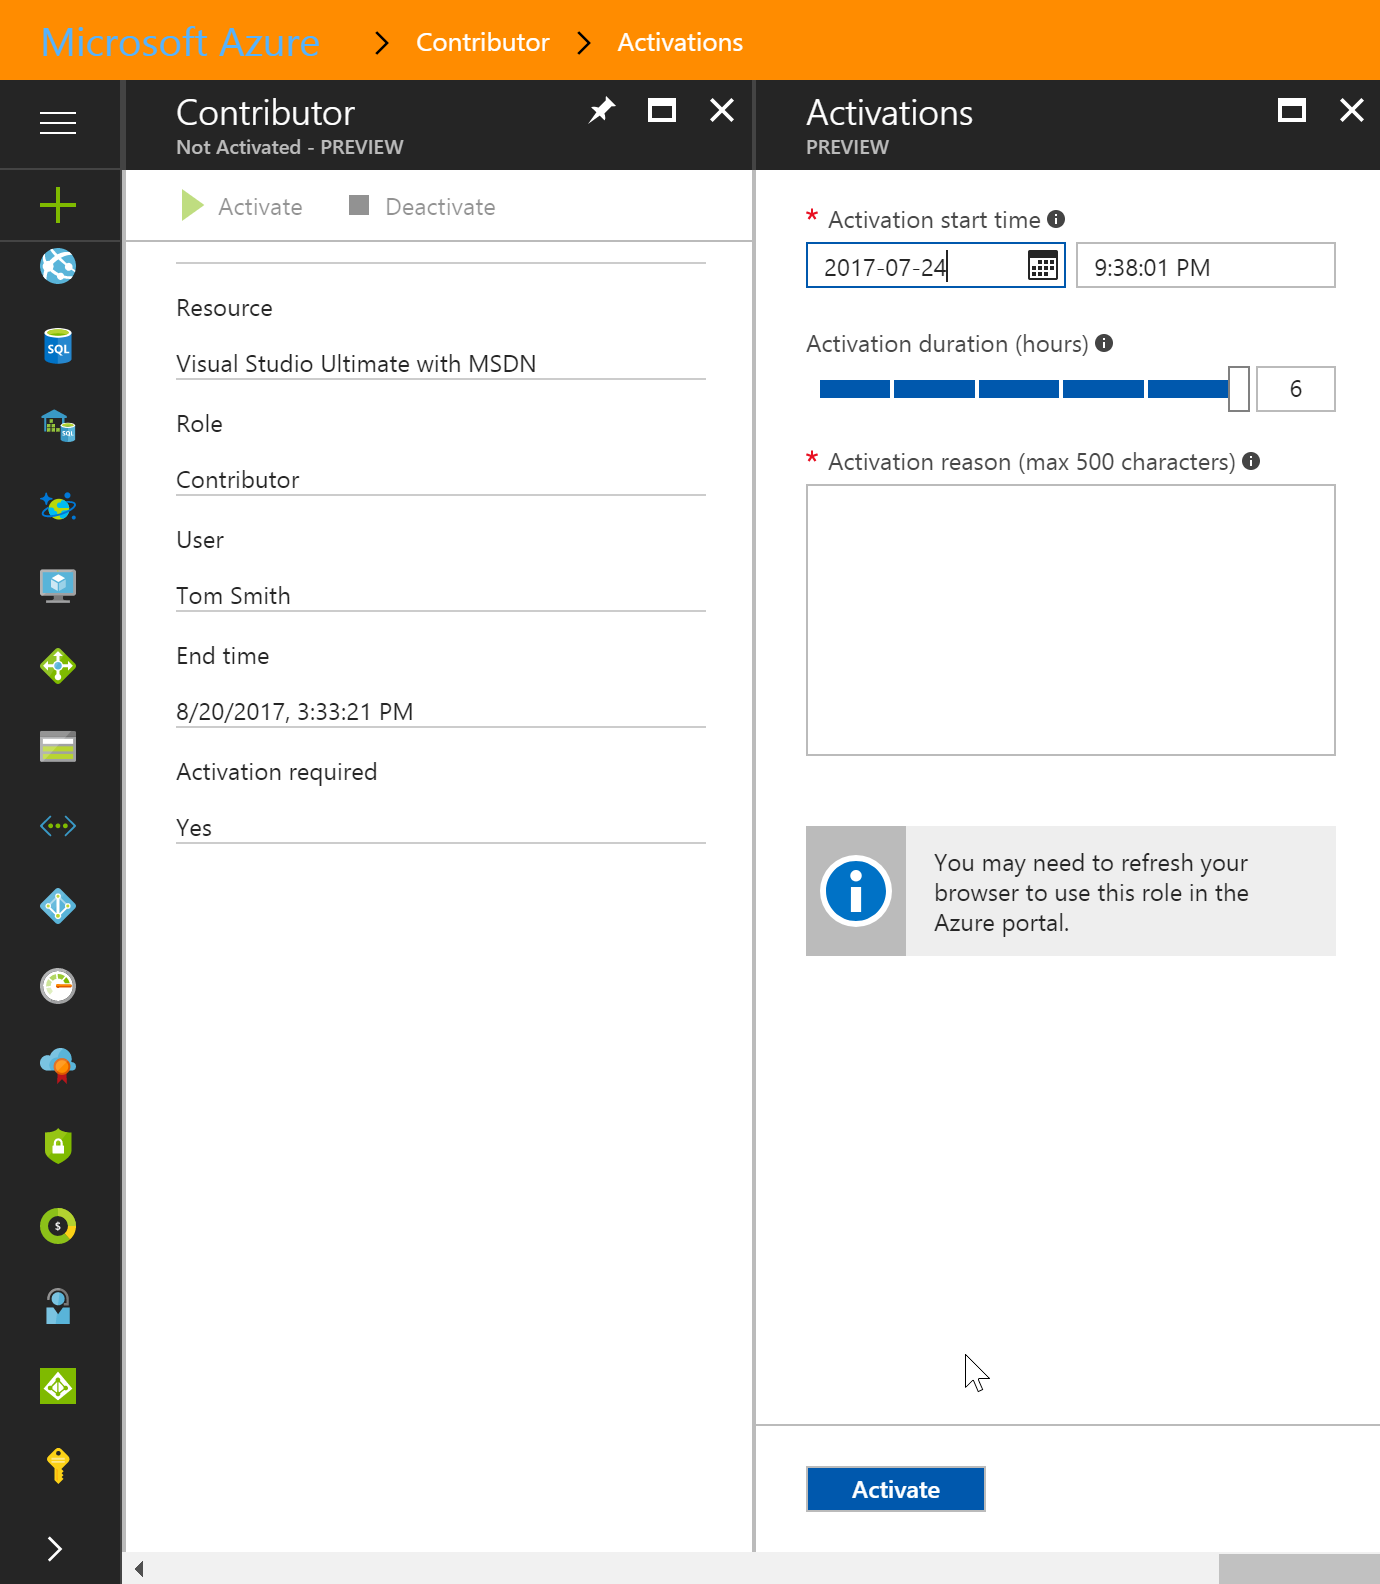 Microsoft Azure
Contributor
Activations
Contributor
Not Activated - PREVIEW
Activate
Deactivate
Resource
Visual Studio Ultimate with MSDN
Role
Contributor
User
Tom Smith
End time
8/20/2017, 3:33:21 PM
Activation required
Yes
Activations
PREVIEW
* Activation start time
2017-07-24
9:38:01 PM
Activation duration (hours)
6
* Activation reason (max 500 characters)
You may need to refresh your
browser to use this role in the
Azure portal.
Activate
SQL
SQL
$